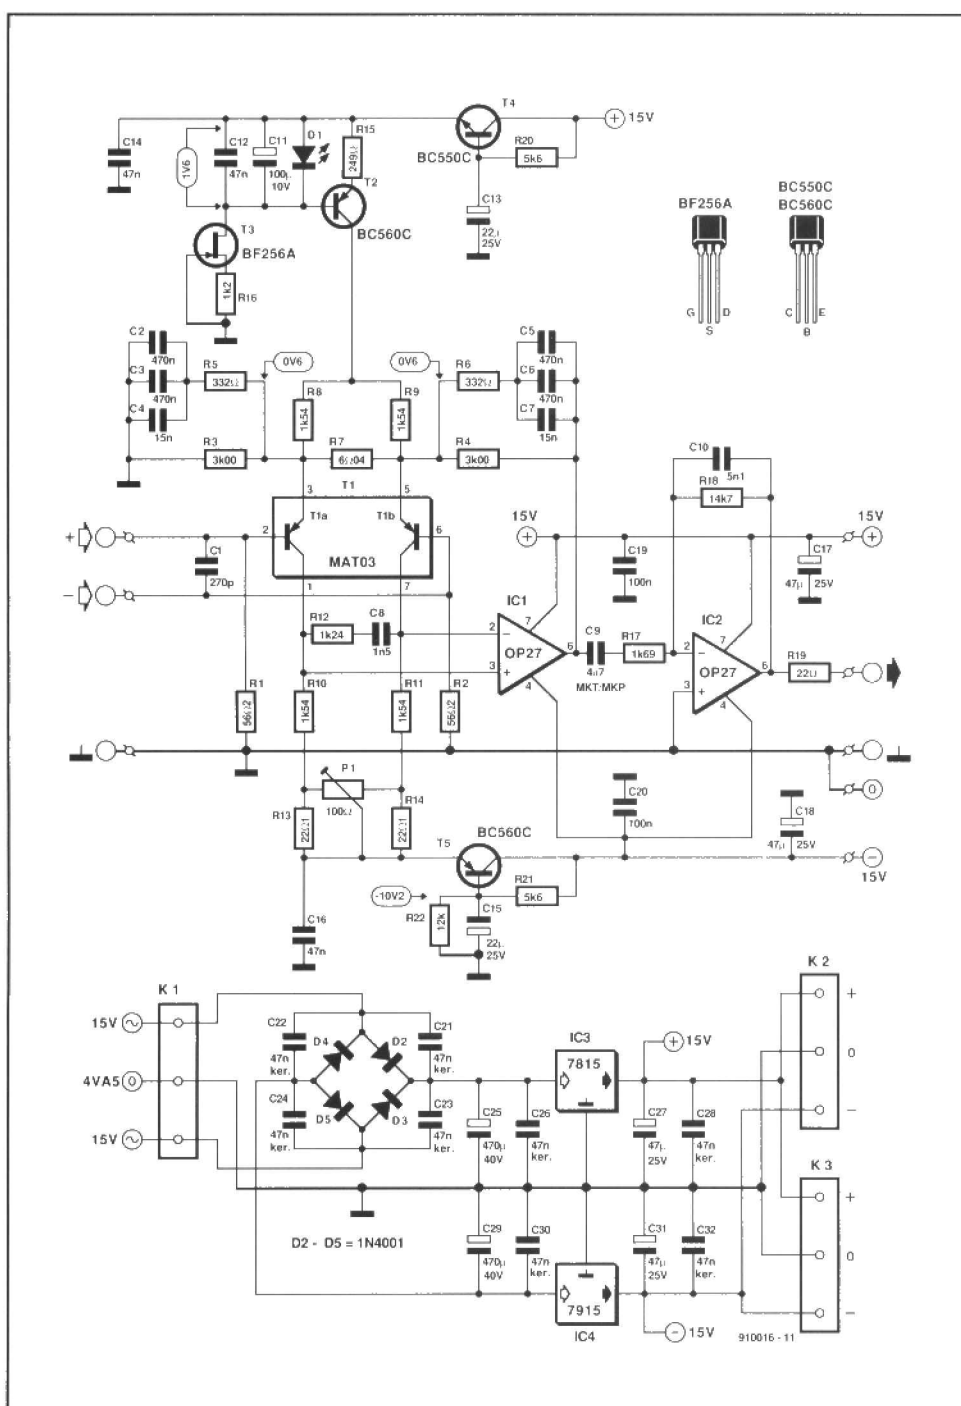 T4
15V
BC550C
R20
5k6
C14
47n
1V6
C12
47n
C11
100µ
10V
D1
R15
249Ω
T2
BC560C
T3
BF256A
1k2
R16
C13
22µ
25V
BF256A
G
S
D
BC550C
BC560C
C
B
E
C2
470n
C3
470n
C4
15n
R5
332Ω
0V6
0V6
R6
332Ω
C5
470n
C6
470n
C7
15n
R8
1k54
R9
1k54
R3
3k00
R7
6Ω04
R4
3k00
C10
5n1
R18
14k7
3
T1
5
T1a
T1b
2
6
MAT03
1
7
+
C1
270p
−
15V
+
C19
100n
15V
+
C17
47µ
25V
R12
1k24
C8
1n5
IC1
2
−
7
OP27
6
3
+
4
C9
4µ7
MKT/MKP
R17
1k69
IC2
2
−
7
OP27
6
3
+
4
R19
22Ω
R1
56Ω2
R10
1k54
R11
1k54
R2
56Ω2
0
P1
100Ω
R13
22Ω1
R14
22Ω1
C20
100n
C18
47µ
25V
−
15V
T5
BC560C
-10V2
R21
5k6
R22
12k
C15
22µ
25V
C16
47n
K1
15V
4VA5
0
15V
C22
47n
ker.
C21
47n
ker.
D4
D2
D5
D3
C24
47n
ker.
C23
47n
ker.
C25
470µ
40V
C26
47n
ker.
IC3
7815
+
15V
C27
47µ
25V
C28
47n
ker.
K2
+
0
−
D2 - D5 = 1N4001
C29
470µ
40V
C30
47n
ker.
7915
IC4
C31
47µ
25V
C32
47n
ker.
−
15V
K3
+
0
−
910016 - 11